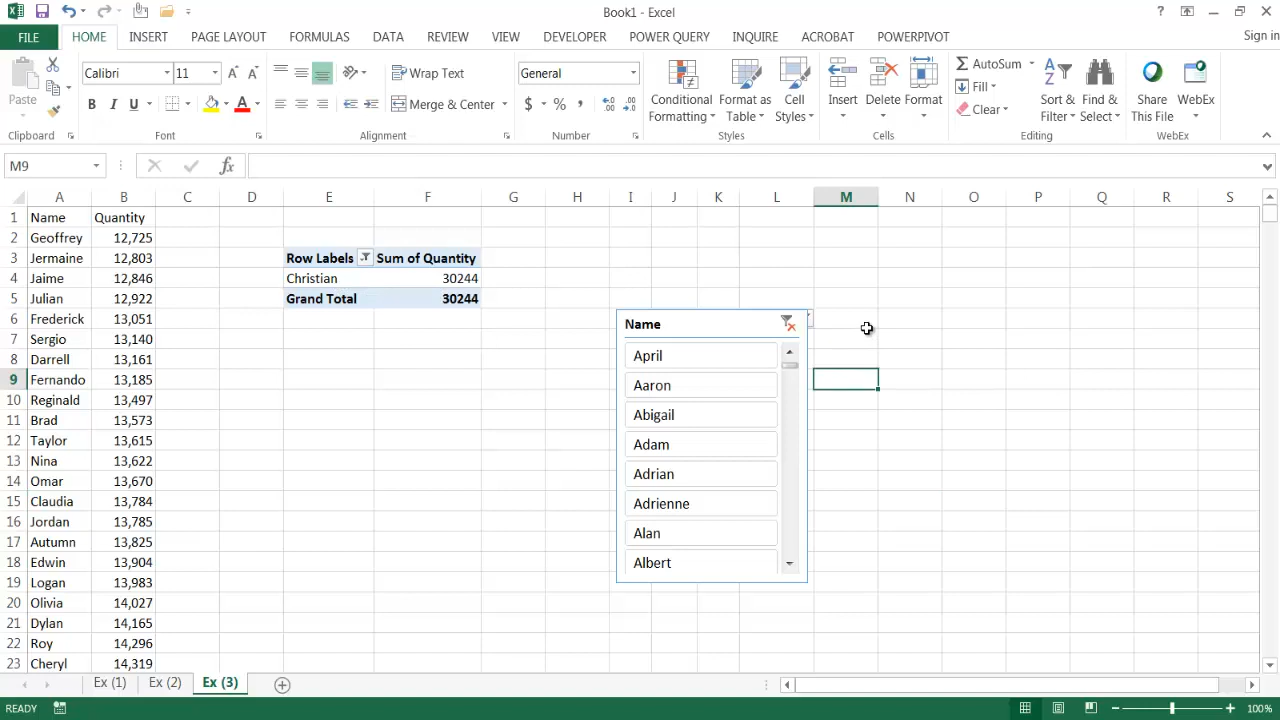 Book1 - Excel
?
FILE HOME INSERT PAGE LAYOUT FORMULAS DATA REVIEW VIEW DEVELOPER POWER QUERY INQUIRE ACROBAT POWERPIVOT Sign in
Calibri 11 Wrap Text General AutoSum
Paste Conditional Formatting Format as Table Cell Styles Insert Delete Format Fill Sort & Filter Find & Select Share This File WebEx
B I U A Merge & Center $ % , Clear
Clipboard Font Alignment Number Styles Cells Editing WebEx
M9 fx
A B C D E F G H I J K L M N O P Q R S
1 Name Quantity
2 Geoffrey 12,725
3 Jermaine 12,803 Row Labels Sum of Quantity
4 Jaime 12,846 Christian 30244
5 Julian 12,922 Grand Total 30244
6 Frederick 13,051 Name
7 Sergio 13,140
8 Darrell 13,161 April
9 Fernando 13,185 Aaron
10 Reginald 13,497
11 Brad 13,573 Abigail
12 Taylor 13,615 Adam
13 Nina 13,622
14 Omar 13,670 Adrian
15 Claudia 13,784 Adrienne
16 Jordan 13,785
17 Autumn 13,825 Alan
18 Edwin 13,904 Albert
19 Logan 13,983
20 Olivia 14,027
21 Dylan 14,165
22 Roy 14,296
23 Cheryl 14,319
Ex (1) Ex (2) Ex (3)
READY 100%